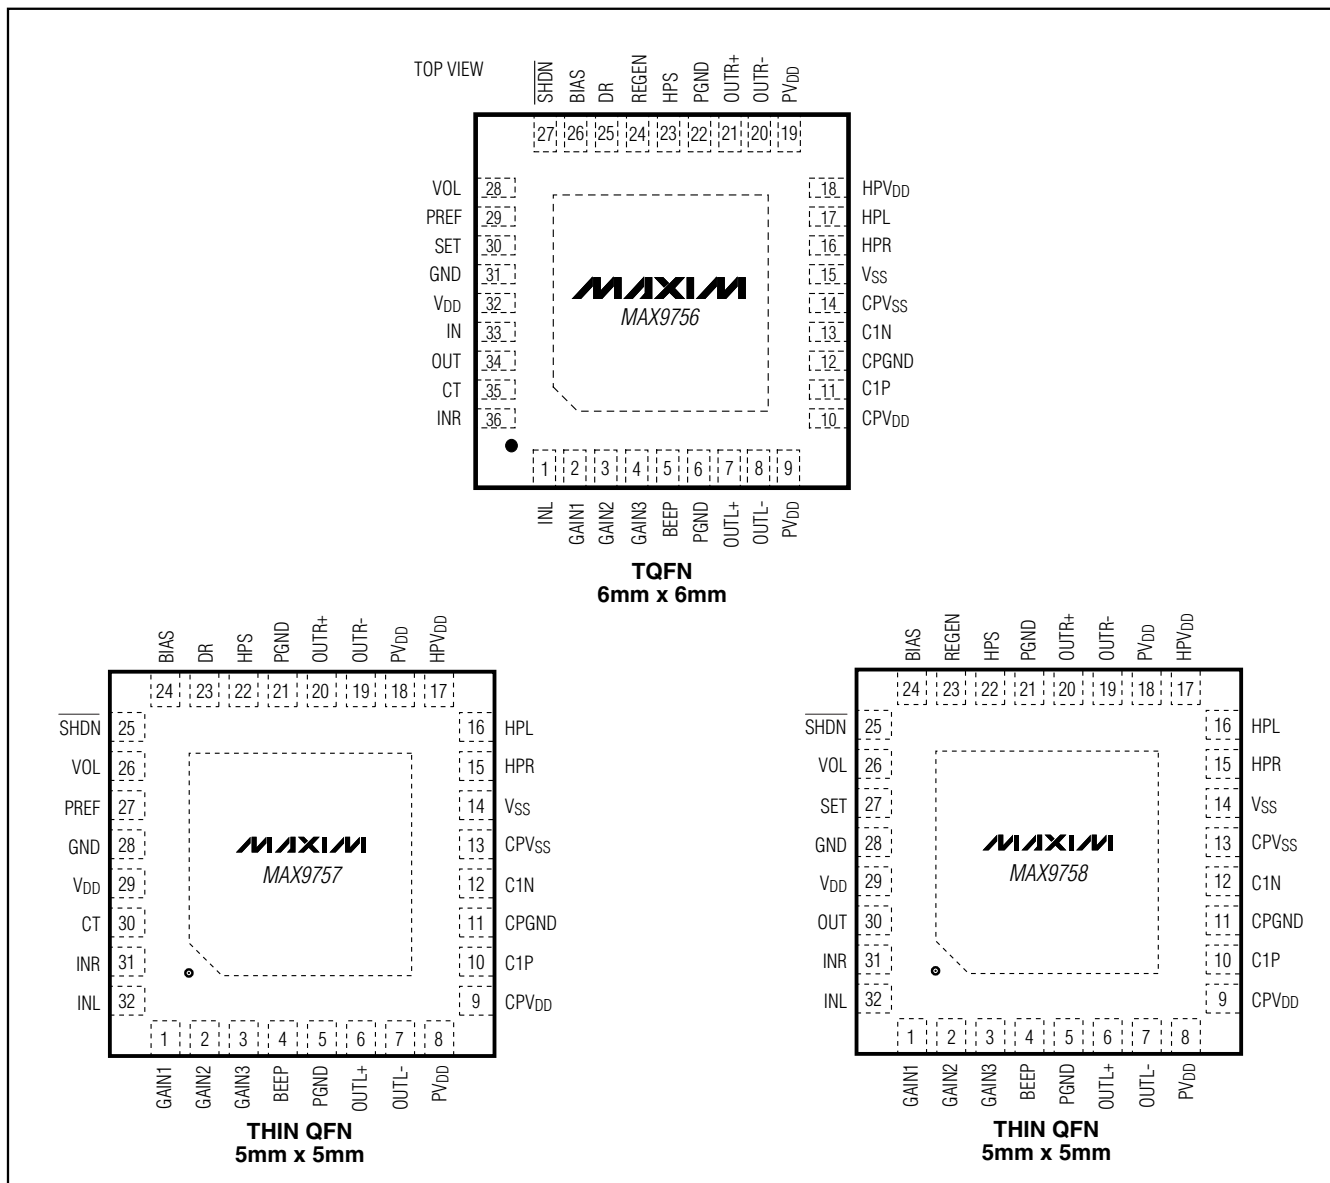 TOP VIEW
SHDN
BIAS
DR
REGEN
HPS
PGND
OUTR+
OUTR-
PVDD
27 26 25 24 23 22 21 20 19
VOL 28
PREF 29
SET 30
GND 31
VDD 32
IN 33
OUT 34
CT 35
INR 36
18 HPVDD
17 HPL
16 HPR
15 VSS
14 CPVSS
13 C1N
12 CPGND
11 C1P
10 CPVDD
MAXIM
MAX9756
1 2 3 4 5 6 7 8 9
INL
GAIN1
GAIN2
GAIN3
BEEP
PGND
OUTL+
OUTL-
PVDD
TQFN
6mm x 6mm
BIAS
DR
HPS
PGND
OUTR+
OUTR-
PVDD
HPVDD
24 23 22 21 20 19 18 17
SHDN 25
VOL 26
PREF 27
GND 28
VDD 29
CT 30
INR 31
INL 32
16 HPL
15 HPR
14 VSS
13 CPVSS
12 C1N
11 CPGND
10 C1P
9 CPVDD
MAXIM
MAX9757
1 2 3 4 5 6 7 8
GAIN1
GAIN2
GAIN3
BEEP
PGND
OUTL+
OUTL-
PVDD
THIN QFN
5mm x 5mm
BIAS
REGEN
HPS
PGND
OUTR+
OUTR-
PVDD
HPVDD
24 23 22 21 20 19 18 17
SHDN 25
VOL 26
SET 27
GND 28
VDD 29
OUT 30
INR 31
INL 32
16 HPL
15 HPR
14 VSS
13 CPVSS
12 C1N
11 CPGND
10 C1P
9 CPVDD
MAXIM
MAX9758
1 2 3 4 5 6 7 8
GAIN1
GAIN2
GAIN3
BEEP
PGND
OUTL+
OUTL-
PVDD
THIN QFN
5mm x 5mm